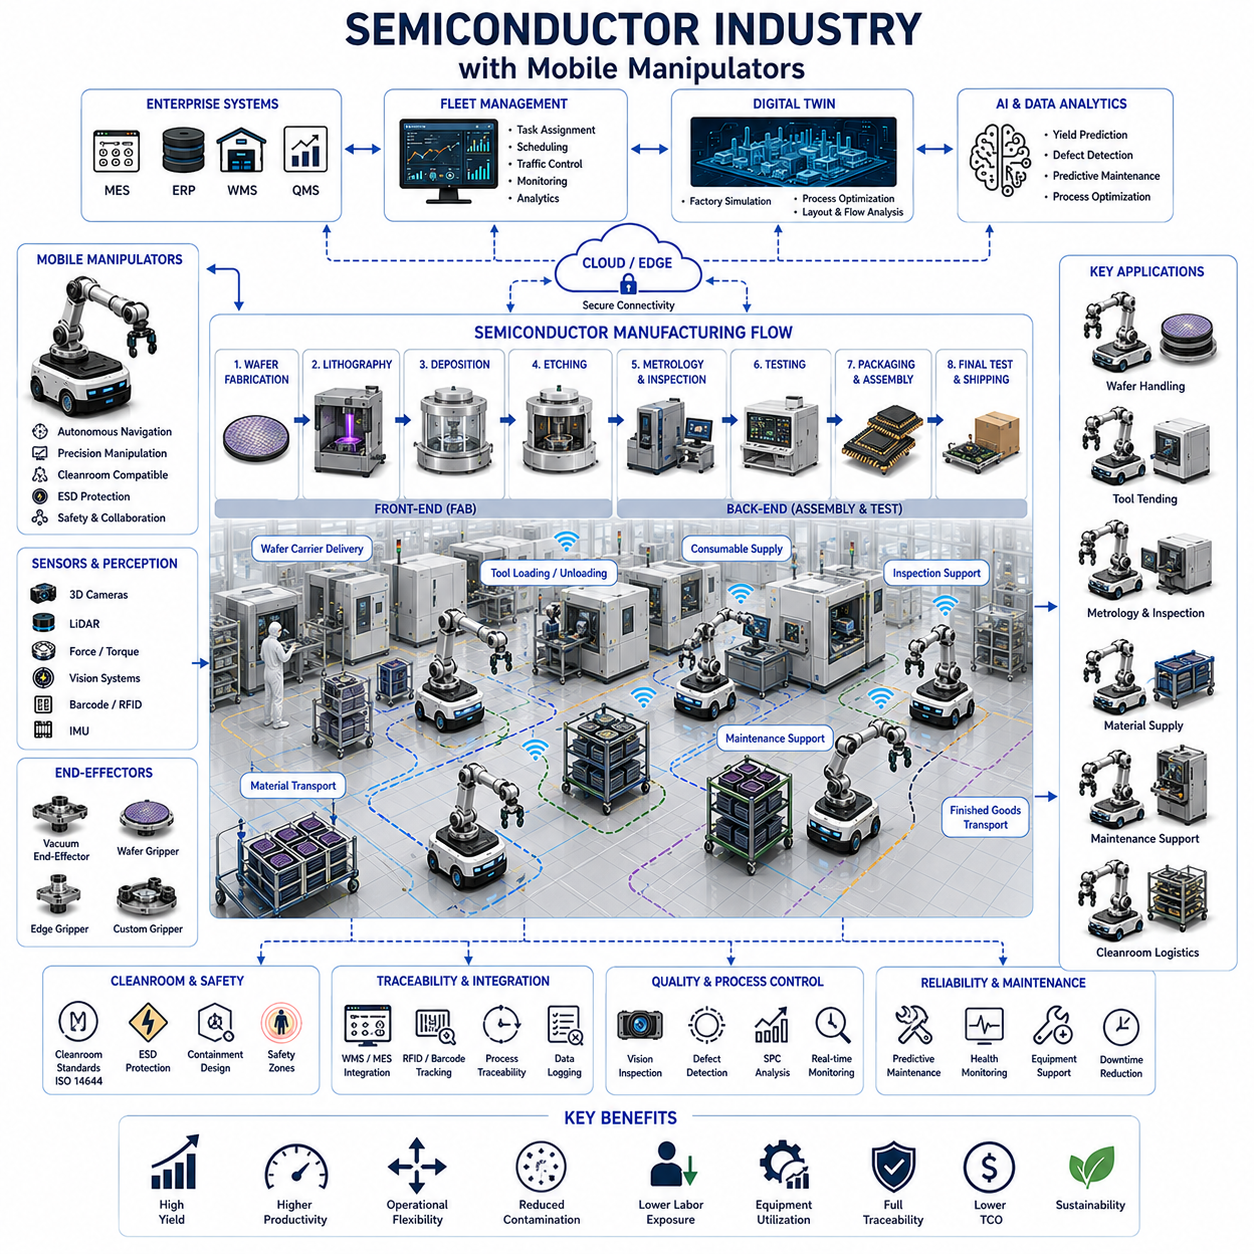 SEMICONDUCTOR INDUSTRY
with Mobile Manipulators
ENTERPRISE SYSTEMS
MES
ERP
WMS
QMS
FLEET MANAGEMENT
• Task Assignment
• Scheduling
• Traffic Control
• Monitoring
• Analytics
DIGITAL TWIN
• Factory Simulation
• Process Optimization
• Layout & Flow Analysis
AI & DATA ANALYTICS
• Yield Prediction
• Defect Detection
• Predictive Maintenance
• Process Optimization
CLOUD / EDGE
Secure Connectivity
MOBILE MANIPULATORS
Autonomous Navigation
Precision Manipulation
Cleanroom Compatible
ESD Protection
Safety & Collaboration
SENSORS & PERCEPTION
3D Cameras
LiDAR
Force / Torque
Vision Systems
Barcode / RFID
IMU
END-EFFECTORS
Vacuum
End-Effector
Wafer Gripper
Edge Gripper
Custom Gripper
SEMICONDUCTOR MANUFACTURING FLOW
1. WAFER
FABRICATION
2. LITHOGRAPHY
3. DEPOSITION
4. ETCHING
5. METROLOGY
& INSPECTION
6. TESTING
7. PACKAGING
& ASSEMBLY
8. FINAL TEST
& SHIPPING
FRONT-END (FAB)
BACK-END (ASSEMBLY & TEST)
Wafer Carrier Delivery
Tool Loading / Unloading
Consumable Supply
Inspection Support
Maintenance Support
Material Transport
Finished Goods
Transport
KEY APPLICATIONS
Wafer Handling
Tool Tending
Metrology & Inspection
Material Supply
Maintenance Support
Cleanroom Logistics
CLEANROOM & SAFETY
Cleanroom
Standards
ISO 14644
ESD
Protection
Containment
Design
Safety
Zones
TRACEABILITY & INTEGRATION
WMS / MES
Integration
RFID / Barcode
Tracking
Process
Traceability
Data
Logging
QUALITY & PROCESS CONTROL
Vision
Inspection
Defect
Detection
SPC
Analysis
Real-time
Monitoring
RELIABILITY & MAINTENANCE
Predictive
Maintenance
Health
Monitoring
Equipment
Support
Downtime
Reduction
KEY BENEFITS
High
Yield
Higher
Productivity
Operational
Flexibility
Reduced
Contamination
Lower Labor
Exposure
Equipment
Utilization
Full
Traceability
Lower
TCO
Sustainability